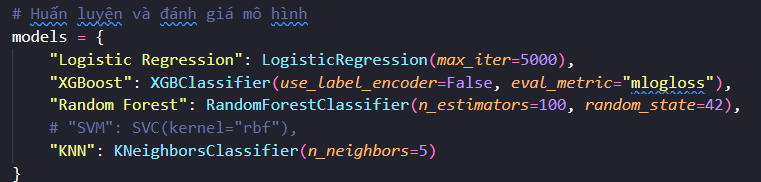 # Huấn luyện và đánh giá mô hình
models = {
    "Logistic Regression": LogisticRegression(max_iter=5000),
    "XGBoost": XGBClassifier(use_label_encoder=False, eval_metric="mlogloss"),
    "Random Forest": RandomForestClassifier(n_estimators=100, random_state=42),
    # "SVM": SVC(kernel="rbf"),
    "KNN": KNeighborsClassifier(n_neighbors=5)
}